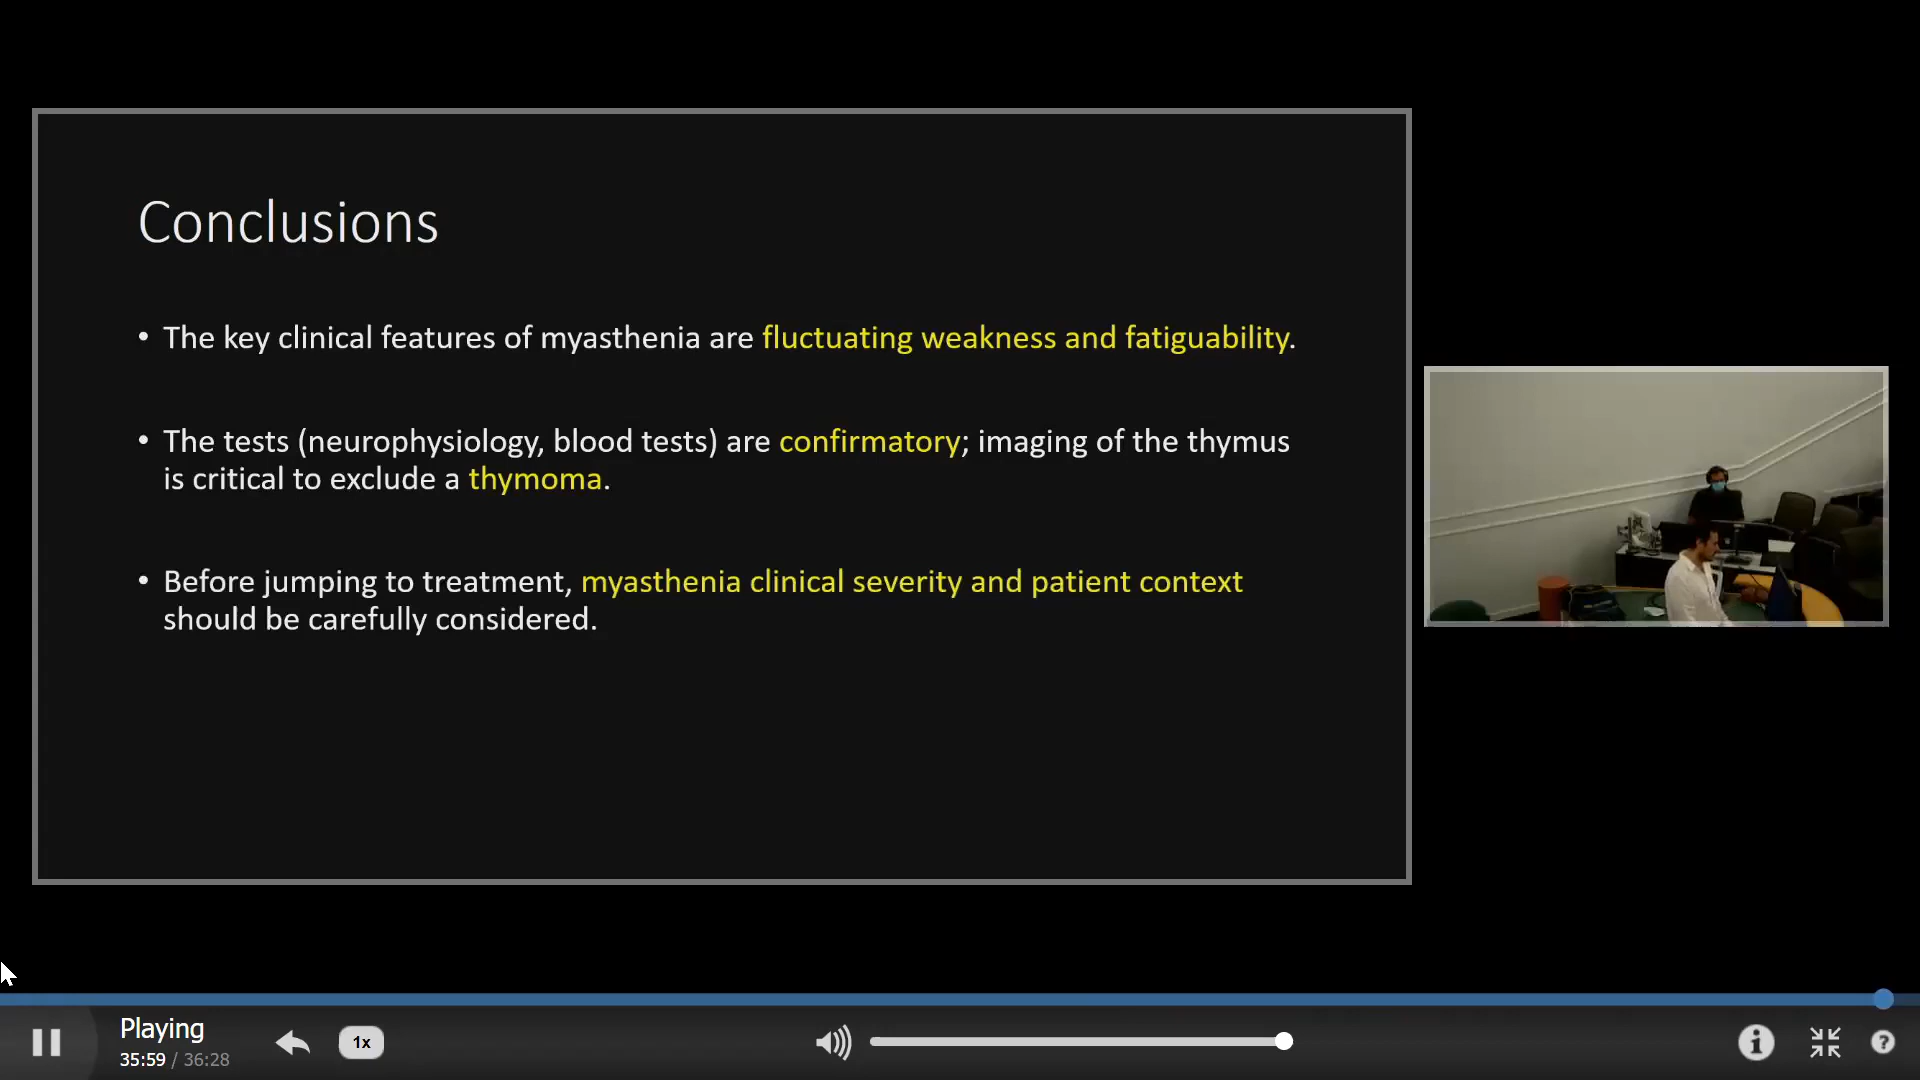 Conclusions
• The key clinical features of myasthenia are fluctuating weakness and fatiguability.
• The tests (neurophysiology, blood tests) are confirmatory; imaging of the thymus
is critical to exclude a thymoma.
• Before jumping to treatment, myasthenia clinical severity and patient context
should be carefully considered.
Playing
35:59 / 36:28
1x